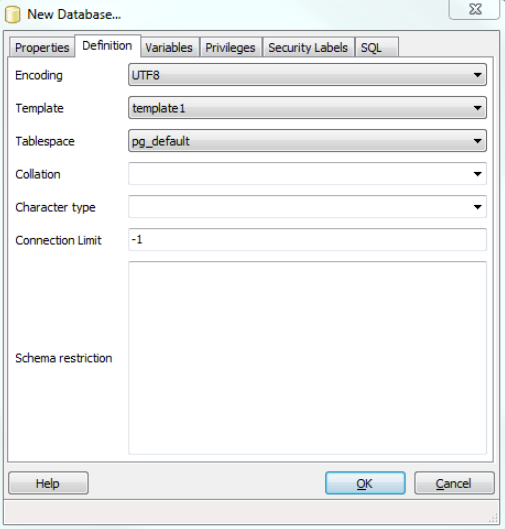 New Database...
Properties Definition Variables Privileges Security Labels SQL
Encoding UTF8
Template template1
Tablespace pg_default
Collation
Character type
Connection Limit -1
Schema restriction
Help OK Cancel